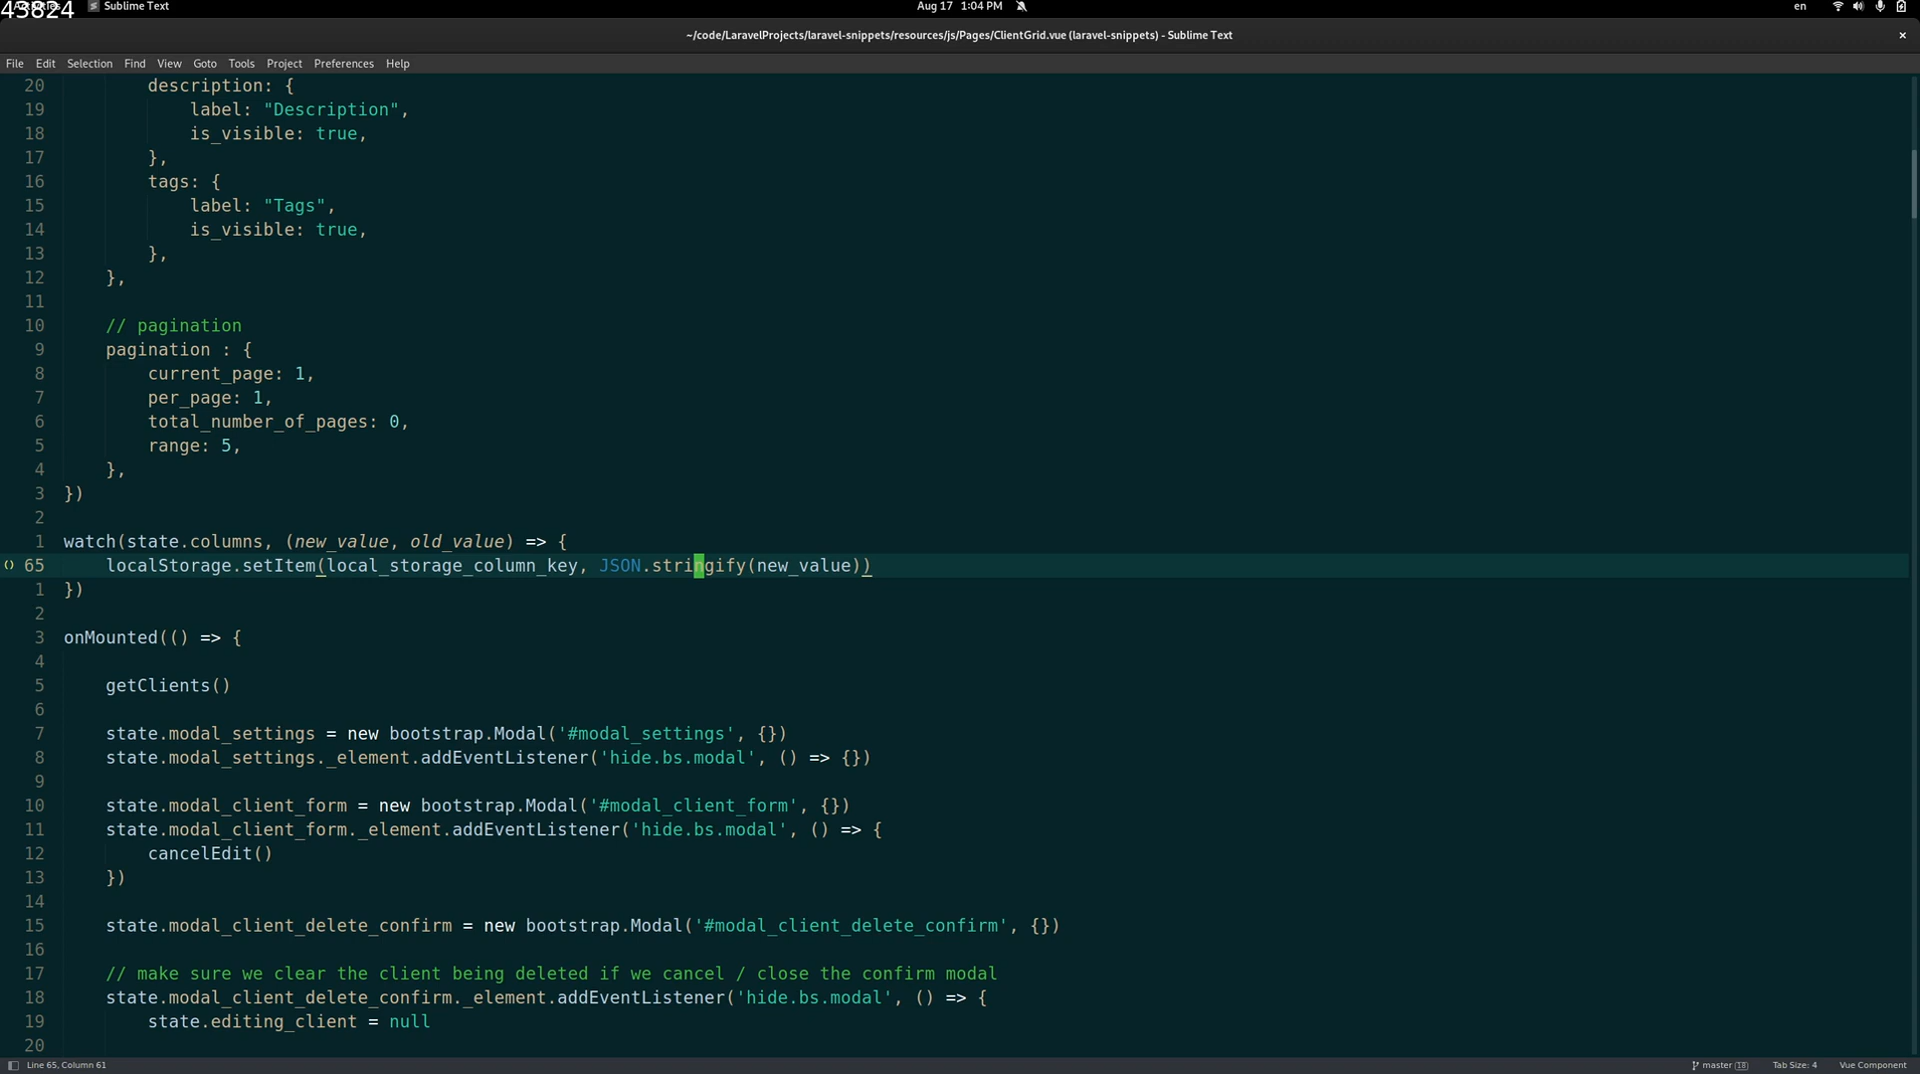 43824
Sublime Text
Aug 17 1:04 PM
en
~/code/LaravelProjects/laravel-snippets/resources/js/Pages/ClientGrid.vue (laravel-snippets) - Sublime Text
File Edit Selection Find View Goto Tools Project Preferences Help
20 description: {
19 label: "Description",
18 is_visible: true,
17 },
16 tags: {
15 label: "Tags",
14 is_visible: true,
13 },
12 },
11
10 // pagination
9 pagination : {
8 current_page: 1,
7 per_page: 1,
6 total_number_of_pages: 0,
5 range: 5,
4 },
3 })
2
1 watch(state.columns, (new_value, old_value) => {
65 localStorage.setItem(local_storage_column_key, JSON.stringify(new_value))
1 })
2
3 onMounted(() => {
4
5 getClients()
6
7 state.modal_settings = new bootstrap.Modal('#modal_settings', {})
8 state.modal_settings._element.addEventListener('hide.bs.modal', () => {})
9
10 state.modal_client_form = new bootstrap.Modal('#modal_client_form', {})
11 state.modal_client_form._element.addEventListener('hide.bs.modal', () => {
12 cancelEdit()
13 })
14
15 state.modal_client_delete_confirm = new bootstrap.Modal('#modal_client_delete_confirm', {})
16
17 // make sure we clear the client being deleted if we cancel / close the confirm modal
18 state.modal_client_delete_confirm._element.addEventListener('hide.bs.modal', () => {
19 state.editing_client = null
20
Line 65, Column 61
master 18 Tab Size: 4 Vue Component